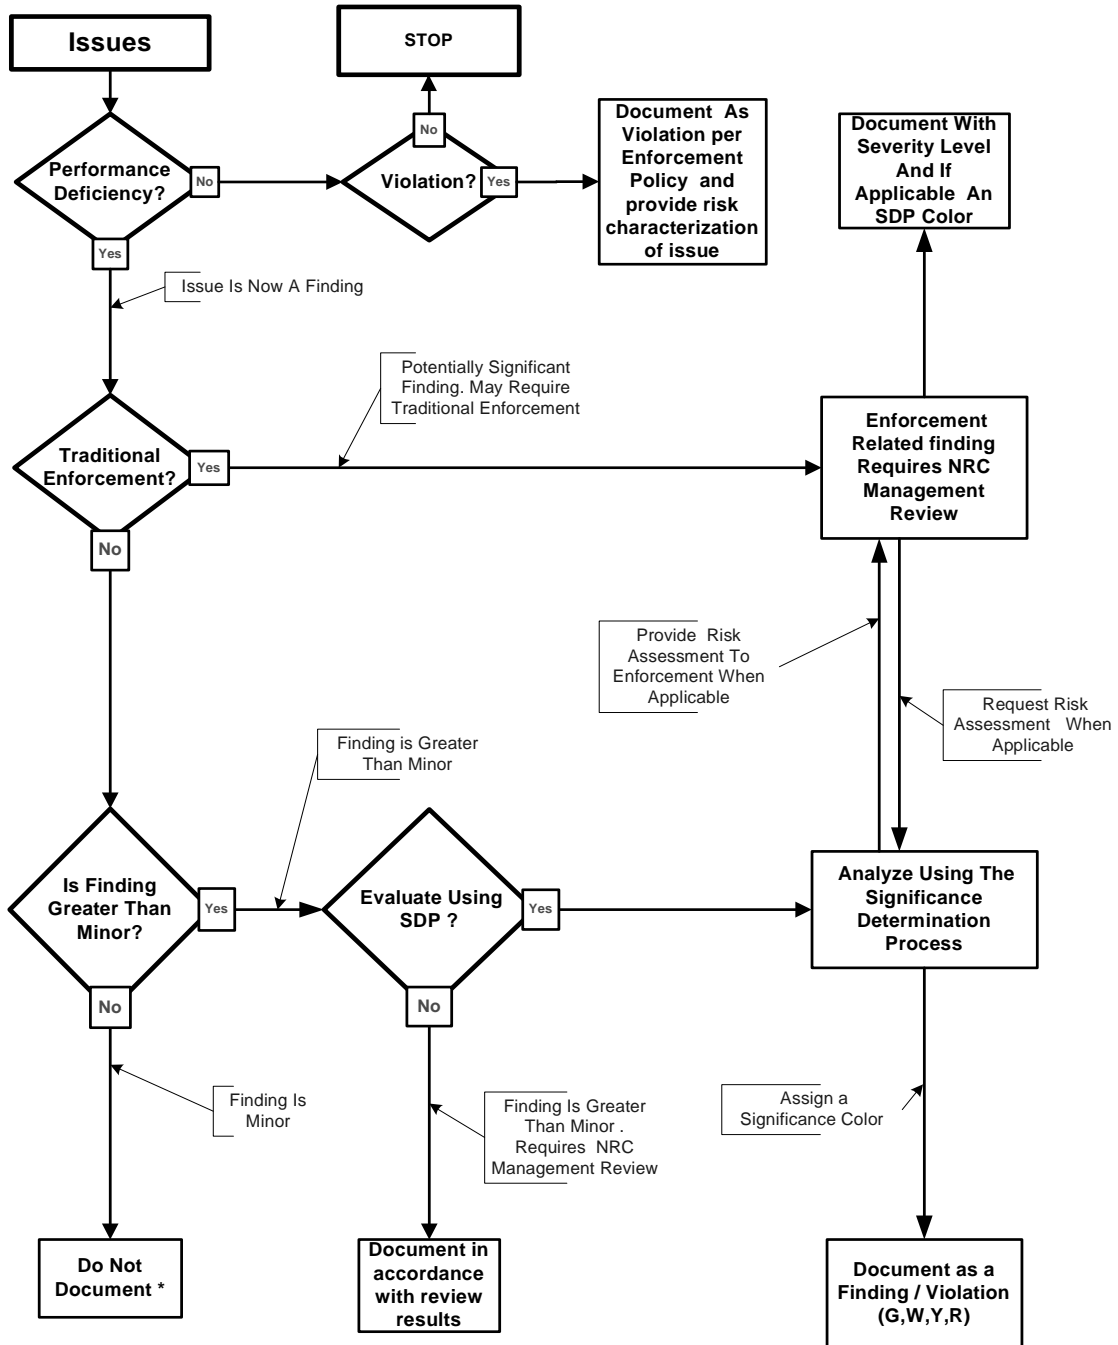 Issues
STOP
Performance
Deficiency?
No
Yes
Violation?
No
Yes
Document As
Violation per
Enforcement
Policy and
provide risk
characterization
of issue
Document With
Severity Level
And If
Applicable An
SDP Color
Issue Is Now A Finding
Potentially Significant
Finding. May Require
Traditional Enforcement
Traditional
Enforcement?
Yes
No
Enforcement
Related finding
Requires NRC
Management
Review
Provide Risk
Assessment To
Enforcement When
Applicable
Request Risk
Assessment When
Applicable
Finding is Greater
Than Minor
Is Finding
Greater Than
Minor?
Yes
No
Evaluate Using
SDP ?
Yes
No
Analyze Using The
Significance
Determination
Process
Finding Is
Minor
Finding Is Greater
Than Minor .
Requires NRC
Management Review
Assign a
Significance Color
Do Not
Document *
Document in
accordance
with review
results
Document as a
Finding / Violation
(G,W,Y,R)